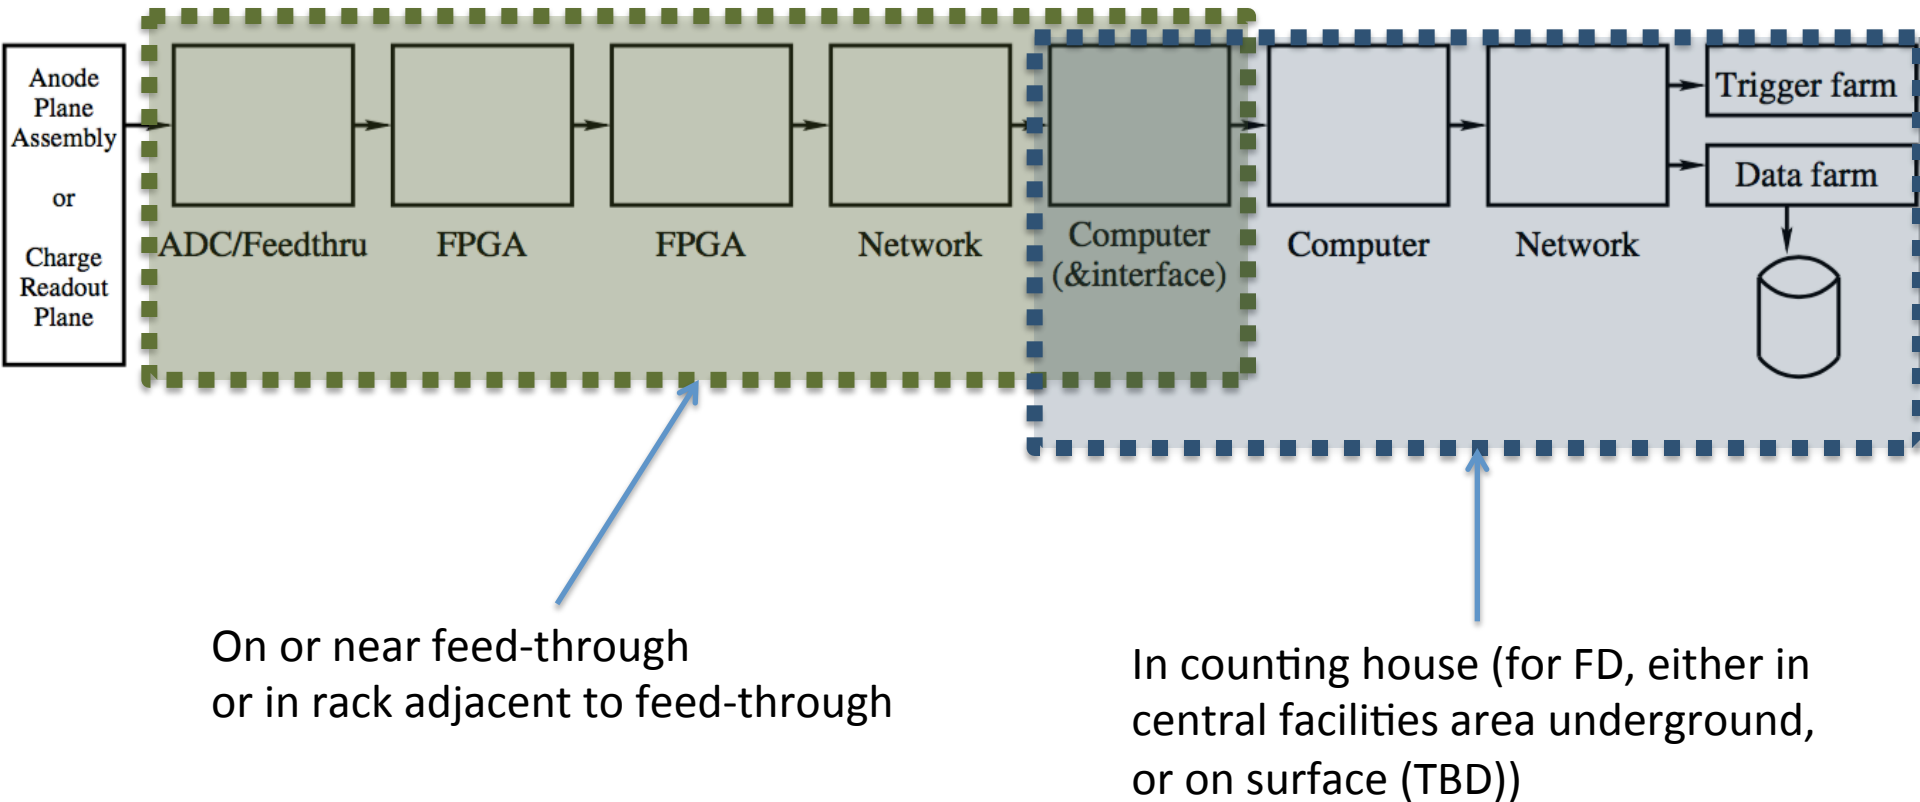 Anode
Plane
Assembly
or
Charge
Readout
Plane
ADC/Feedthru
FPGA
FPGA
Network
Computer
(&interface)
Computer
Network
Trigger farm
Data farm
On or near feed-through
or in rack adjacent to feed-through
In counting house (for FD, either in
central facilities area underground,
or on surface (TBD))